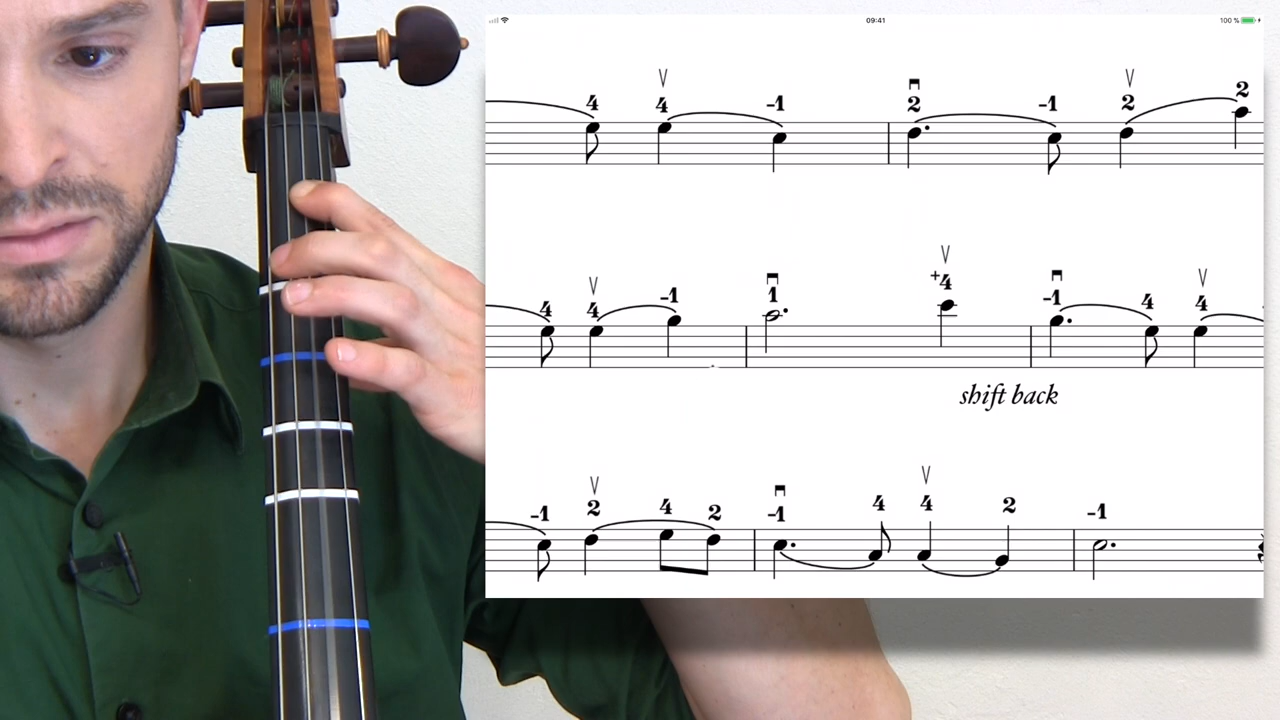 09:41 100 %
4 4 -1 2 -1 2 2
4 4 -1 1 +4 -1 4 4
shift back
-1 2 4 2 -1 4 4 2 -1